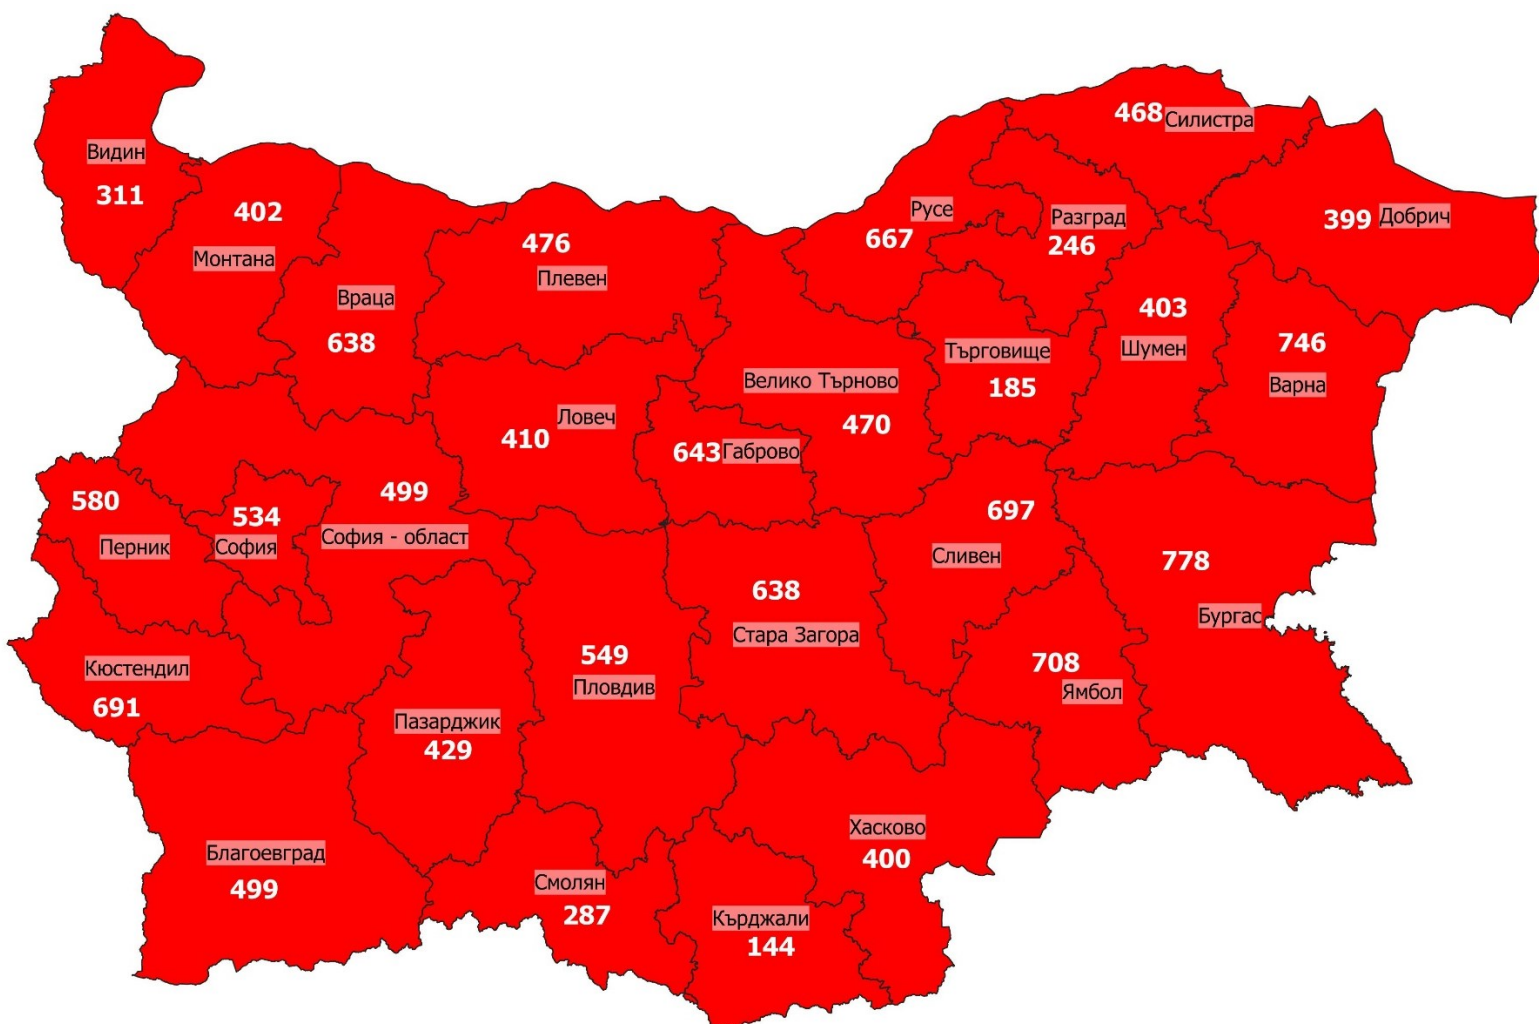 468 Силистра
Видин
311
402
Монтана
Русе
667
Разград
246
399 Добрич
476
Плевен
Враца
638
403
Шумен
746
Варна
Търговище
185
Велико Търново
470
Ловеч
410
643 Габрово
580
Перник
534
София
499
София - област
697
Сливен
778
Бургас
638
Стара Загора
549
Пловдив
708
Ямбол
Кюстендил
691
Пазарджик
429
Хасково
400
Благоевград
499
Смолян
287
Кърджали
144